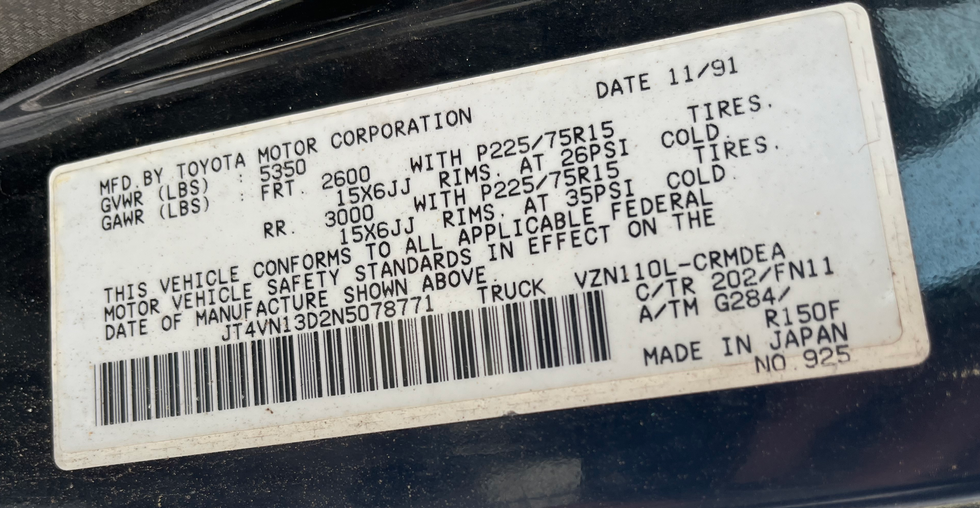 DATE 11/91
MFD.BY TOYOTA MOTOR CORPORATION
GVWR (LBS) : 5350
GAWR (LBS) : FRT. 2600 WITH P225/75R15 TIRES.
15X6JJ RIMS. AT 26PSI COLD.
RR. 3000 WITH P225/75R15 TIRES.
15X6JJ RIMS. AT 35PSI COLD
THIS VEHICLE CONFORMS TO ALL APPLICABLE FEDERAL
MOTOR VEHICLE SAFETY STANDARDS IN EFFECT ON THE
DATE OF MANUFACTURE SHOWN ABOVE
JT4VN13D2N5078771 TRUCK VZN110L-CRMDEA
C/TR 202/FN11
A/TM G284/
R150F
MADE IN JAPAN
NO.925